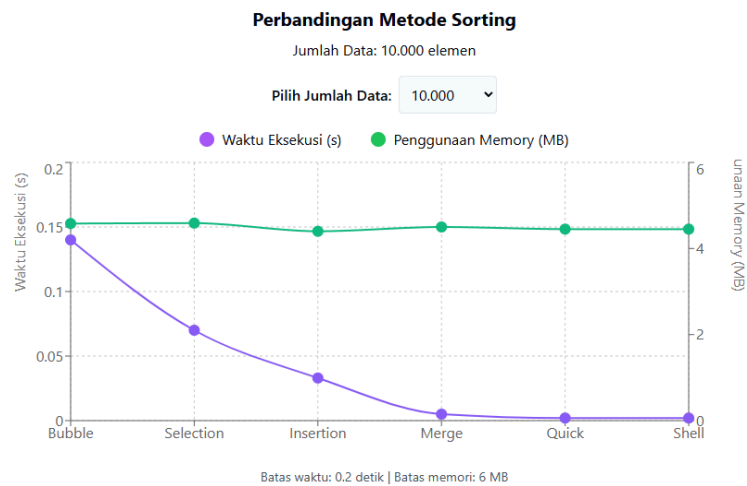 Perbandingan Metode Sorting
Jumlah Data: 10.000 elemen
Pilih Jumlah Data: 10.000
Waktu Eksekusi (s) Penggunaan Memory (MB)
Waktu Eksekusi (s)
0.2
0.15
0.1
0.05
0
6
4
2
0
unaan Memory (MB)
Bubble Selection Insertion Merge Quick Shell
Batas waktu: 0.2 detik | Batas memori: 6 MB